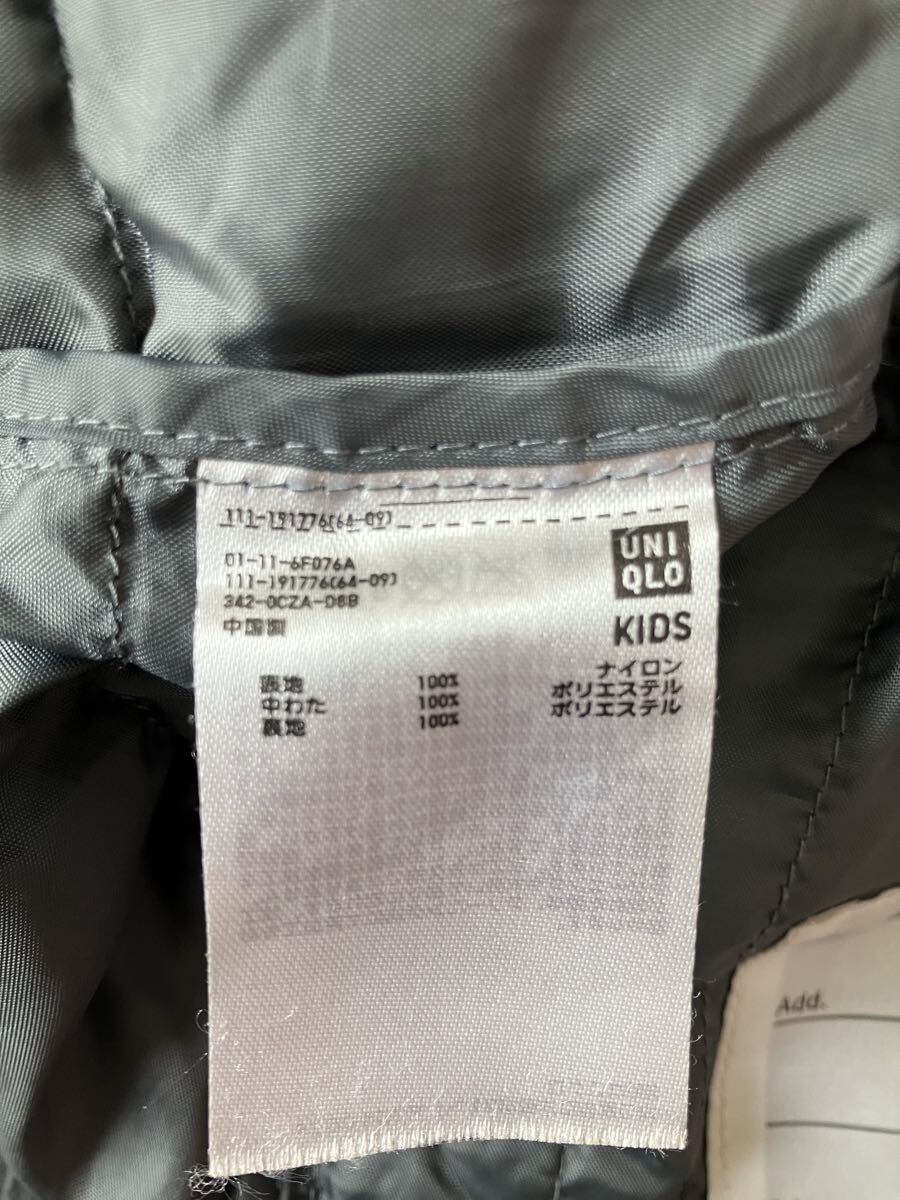 111-191776(64-09)
01-11-6F076A
111-191776(64-09)
342-0CZA-D8B
中国製
UNI
QLO
KIDS
表地 100% ナイロン
中わた 100% ポリエステル
裏地 100% ポリエステル
Add.